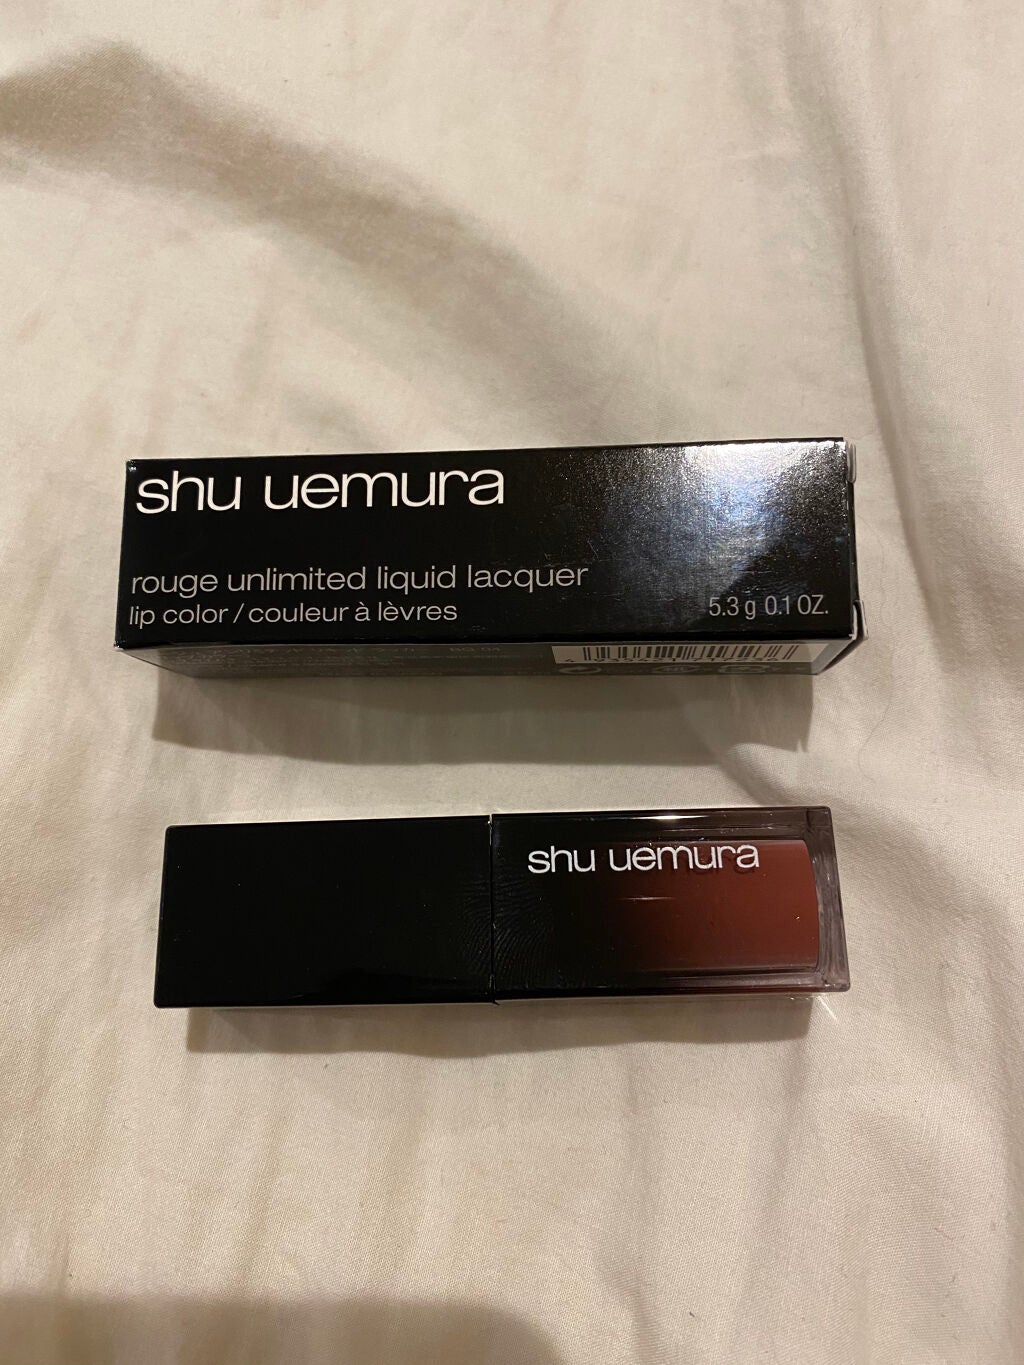 shu uemura
rouge unlimited liquid lacquer
lip color / couleur à lèvres
5.3 g 0.1 OZ.
shu uemura